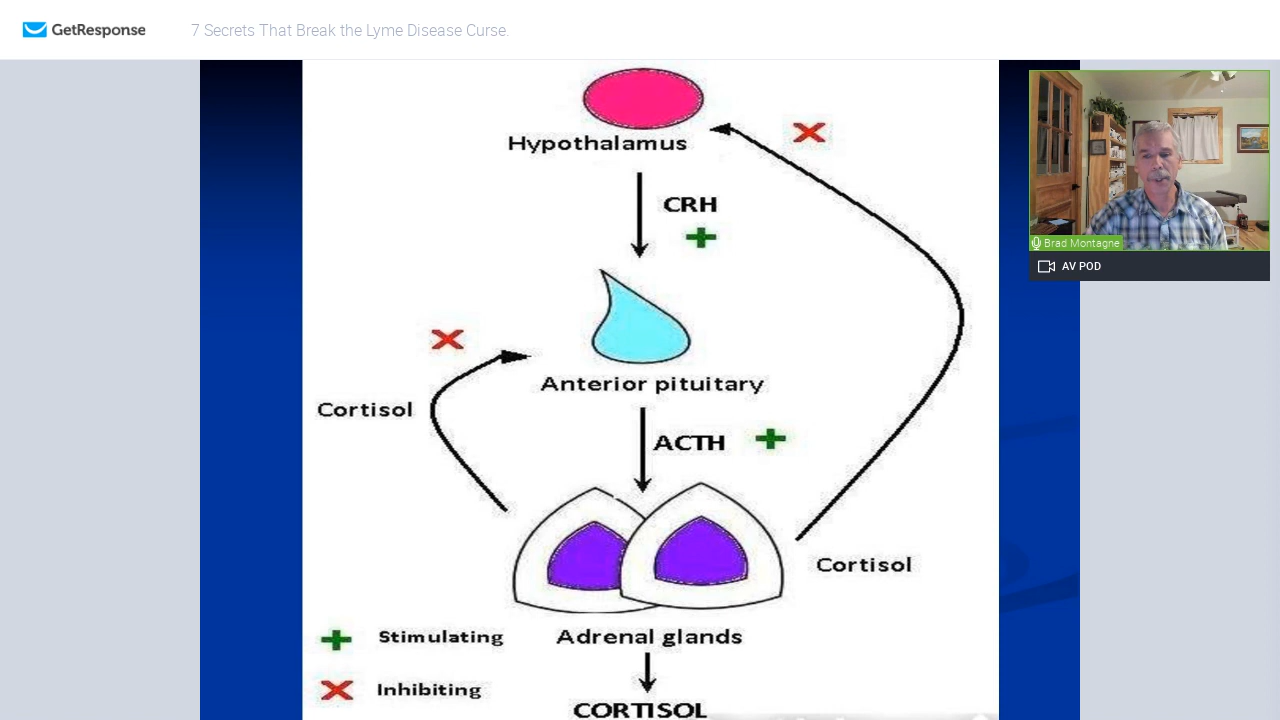 GetResponse
7 Secrets That Break the Lyme Disease Curse
Hypothalamus
CRH
Brad Montagne
AV POD
Anterior pituitary
Cortisol
ACTH
Cortisol
Stimulating
Adrenal glands
Inhibiting
CORTISOL